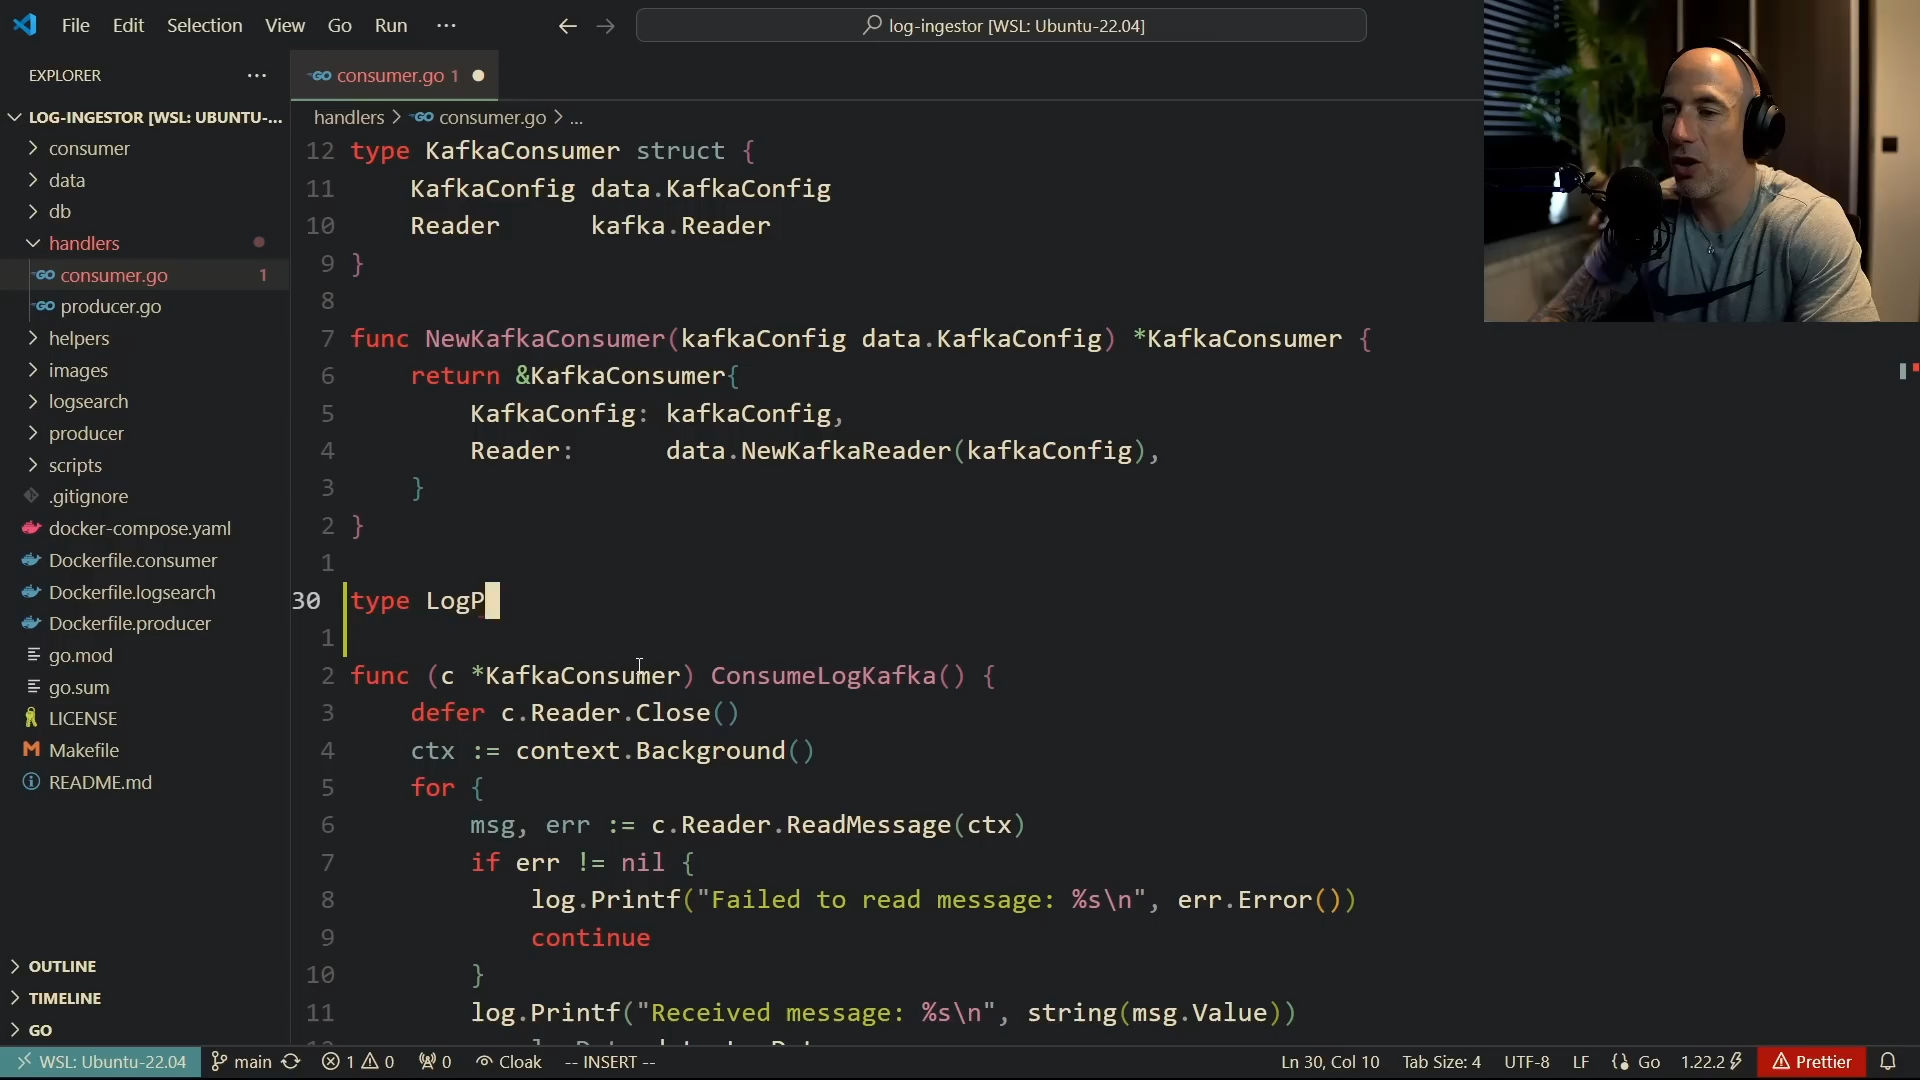 File Edit Selection View Go Run ···
log-ingestor [WSL: Ubuntu-22.04]
EXPLORER ···
LOG-INGESTOR [WSL: UBUNTU-...
consumer
data
db
handlers
consumer.go 1
producer.go
helpers
images
logsearch
producer
scripts
.gitignore
docker-compose.yaml
Dockerfile.consumer
Dockerfile.logsearch
Dockerfile.producer
go.mod
go.sum
LICENSE
Makefile
README.md
OUTLINE
TIMELINE
GO
GO consumer.go 1
handlers > GO consumer.go > ...
12 type KafkaConsumer struct {
11 KafkaConfig data.KafkaConfig
10 Reader kafka.Reader
9 }
8
7 func NewKafkaConsumer(kafkaConfig data.KafkaConfig) *KafkaConsumer {
6 return &KafkaConsumer{
5 KafkaConfig: kafkaConfig,
4 Reader: data.NewKafkaReader(kafkaConfig),
3 }
2 }
1
30 type LogP
1
2 func (c *KafkaConsumer) ConsumeLogKafka() {
3 defer c.Reader.Close()
4 ctx := context.Background()
5 for {
6 msg, err := c.Reader.ReadMessage(ctx)
7 if err != nil {
8 log.Printf("Failed to read message: %s\n", err.Error())
9 continue
10 }
11 log.Printf("Received message: %s\n", string(msg.Value))
WSL: Ubuntu-22.04 main 1 0 0 Cloak -- INSERT -- Ln 30, Col 10 Tab Size: 4 UTF-8 LF Go 1.22.2 Prettier